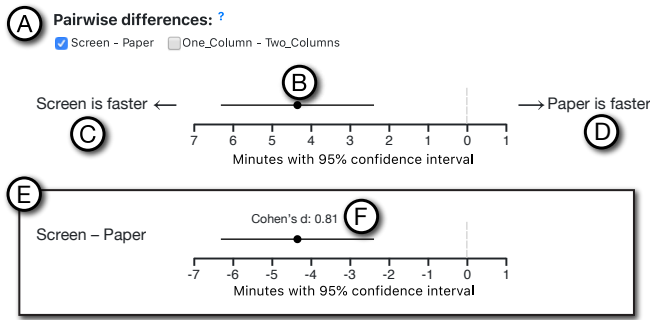 A Pairwise differences: ?
Screen - Paper One_Column - Two_Columns
B
Screen is faster ← → Paper is faster
C D
7 6 5 4 3 2 1 0 1
Minutes with 95% confidence interval
E
Cohen's d: 0.81 F
Screen – Paper
-7 -6 -5 -4 -3 -2 -1 0 1
Minutes with 95% confidence interval